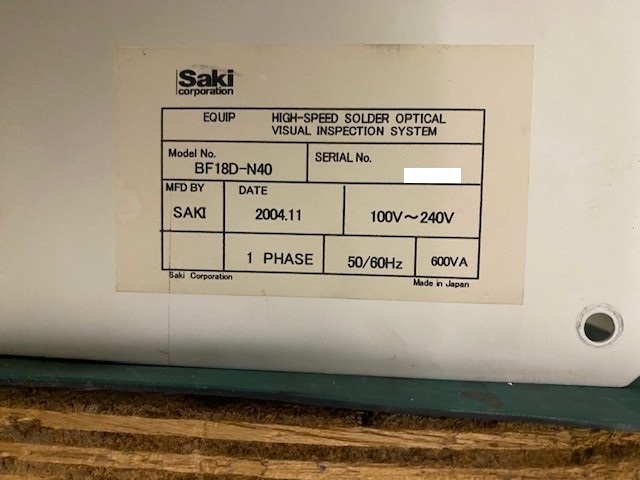 Saki
corporation
EQUIP HIGH-SPEED SOLDER OPTICAL
VISUAL INSPECTION SYSTEM
Model No. SERIAL No.
BF18D-N40
MFD BY DATE
SAKI 2004.11 100V～240V
1 PHASE 50/60Hz 600VA
Saki Corporation Made in Japan